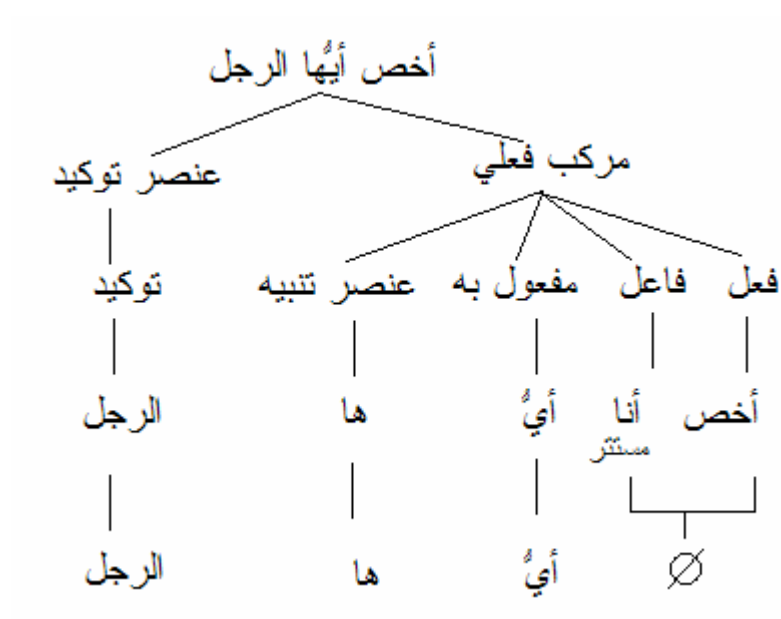 أخص أيُّها الرجل
مركب فعلي عنصر توكيد
فعل فاعل مفعول به عنصر تنبيه توكيد
أخص أنا أيُّ ها الرجل
مستتر
∅ أيُّ ها الرجل